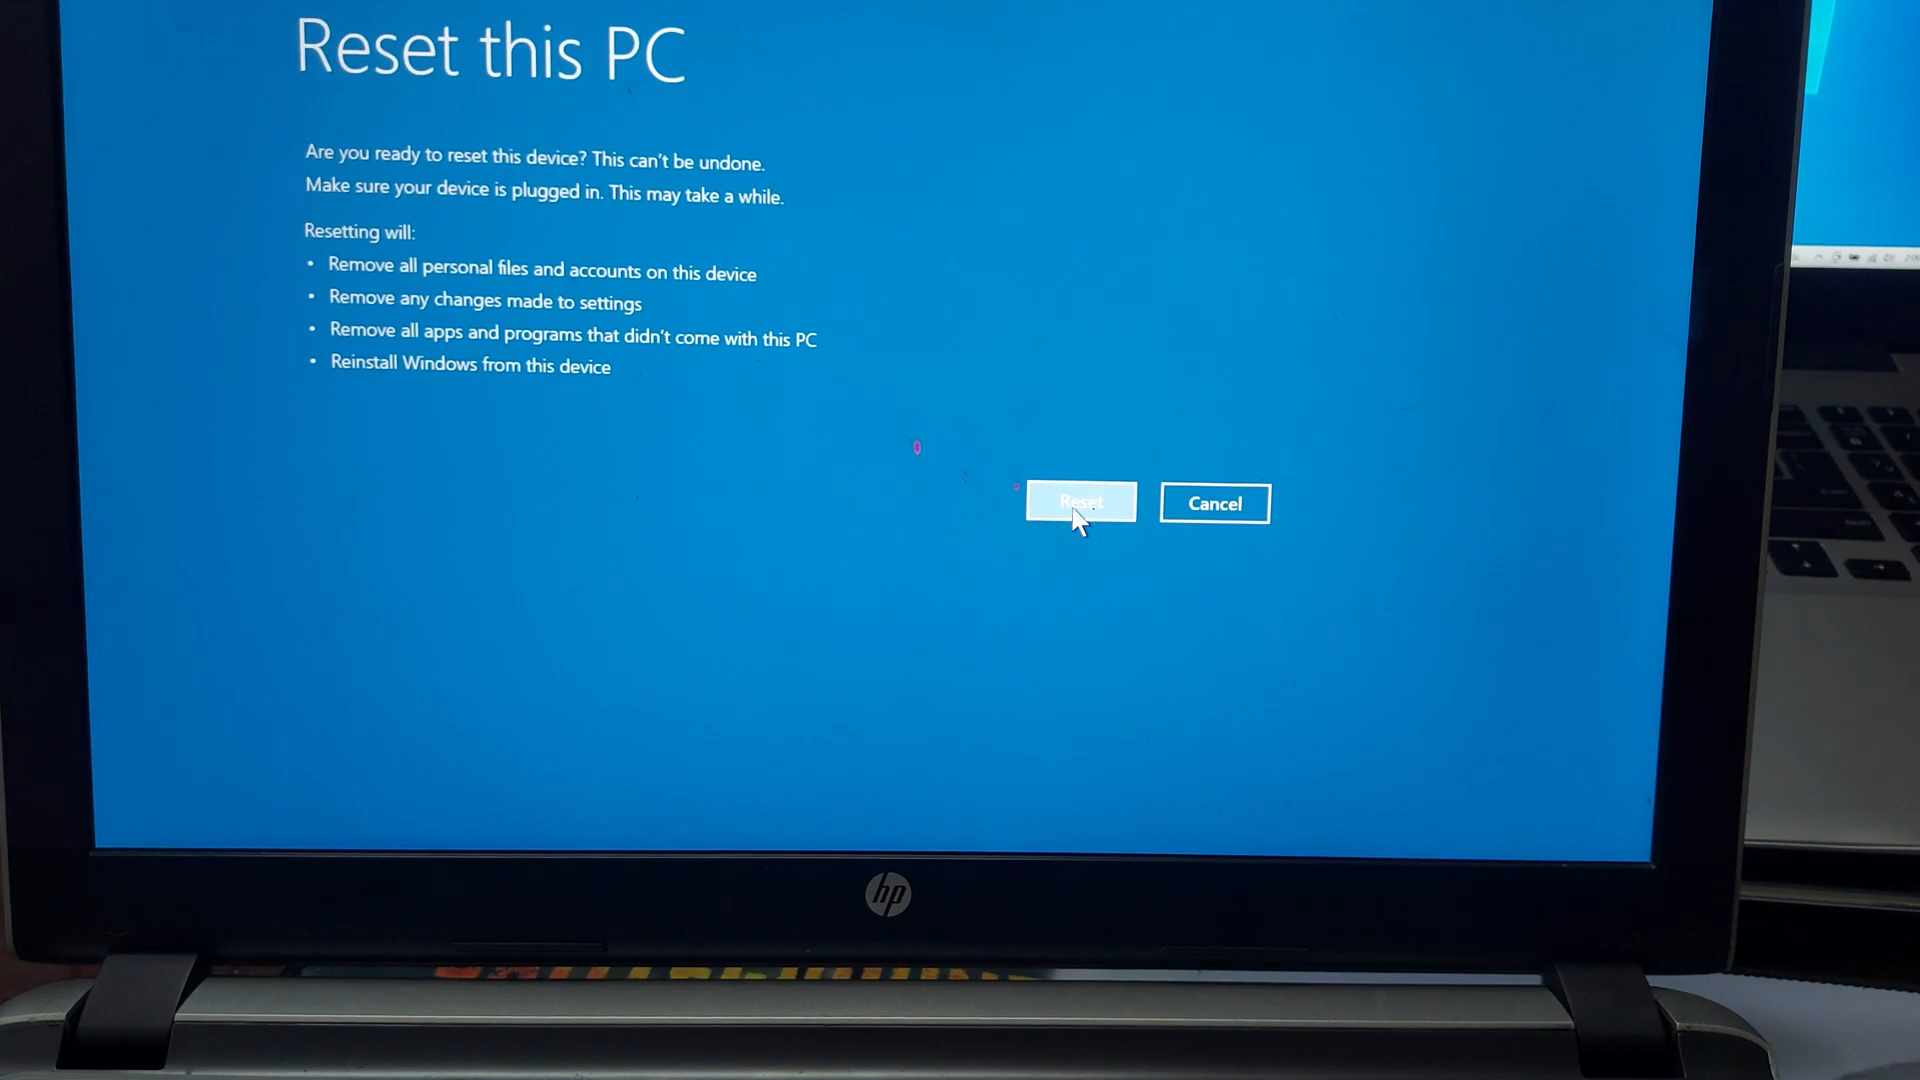 Reset this PC
Are you ready to reset this device? This can't be undone.
Make sure your device is plugged in. This may take a while.
Resetting will:
• Remove all personal files and accounts on this device
• Remove any changes made to settings
• Remove all apps and programs that didn't come with this PC
• Reinstall Windows from this device
Reset
Cancel
hp